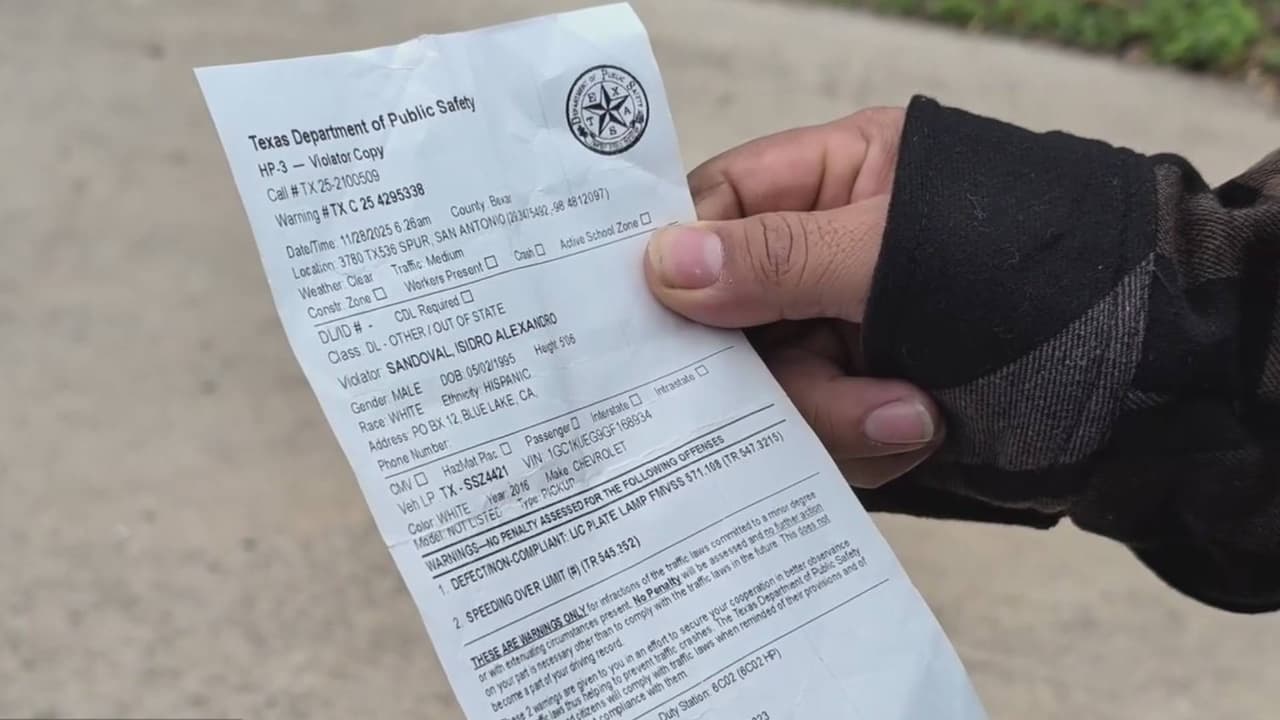 Texas Department of Public Safety
HP-3 — Violator Copy
Call # TX 25-2100509
Warning # TX C 25 4295338
Date/Time: 11/28/2025 6:26am County: Bexar
Location: 37B0 TX536 SPUR, SAN ANTONIO (29.3475492, -98.4812097)
Weather: Clear Traffic: Medium
Constr. Zone ☐ Workers Present ☐ Crash ☐ Active School Zone ☐
DL/ID # - CDL Required ☐
Class: DL - OTHER / OUT OF STATE
Violator SANDOVAL, ISIDRO ALEXANDRO
Gender MALE DOB 05/02/1995 Height 5'06
Race: WHITE Ethnicity: HISPANIC
Address PO BX 12, BLUE LAKE, CA,
Phone Number:
CMV ☐ HazMat Plac ☐ Passenger ☐ Interstate ☐ Intrastate ☐
Veh LP TX - SSZ4421 VIN 1GC1KUEG9GF168934
Color WHITE Year 2016 Make CHEVROLET
Model: NOT LISTED Type: PICKUP
WARNINGS—NO PENALTY ASSESSED FOR THE FOLLOWING OFFENSES
1. DEFECT/NON-COMPLIANT: LIC PLATE LAMP FMVSS 571.108 (TR 547.3215)
2. SPEEDING OVER LIMIT (#) (TR 545.352)
THESE ARE WARNINGS ONLY for infractions of the traffic laws committed to a minor degree
or with extenuating circumstances present. No Penalty will be assessed and no further action
on your part is necessary other than to comply with the traffic laws in the future. This does not
become a part of your driving record.
These 2 warnings are given to you in an effort to secure your cooperation in better observance
traffic laws thus helping to prevent traffic crashes. The Texas Department of Public Safety
citizens will comply with traffic laws when reminded of their provisions and of
compliance with them.
Duty Station: 6C02 (6C02 HP)